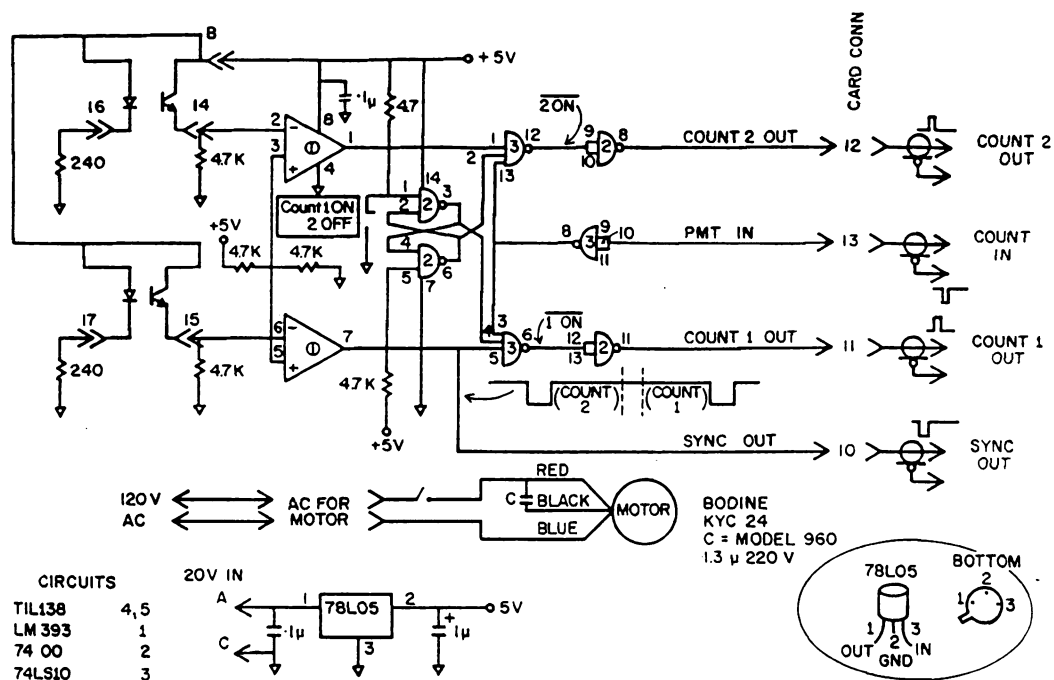 B
+5V
CARD CONN
16
14
.1μ
4.7
2ON
2
8
1
1
12
9
8
COUNT 2 OUT
12
COUNT 2
OUT
3
①
2
3
10
2
240
4.7K
4
14
13
Count1ON
2 OFF
1
2
2
3
+5V
4.7K
4.7K
4
2
6
5
7
8
3
9
10
11
PMT IN
13
COUNT
IN
17
15
6
5
①
7
3
3
6
5
1 ON
12
13
2
11
COUNT 1 OUT
11
COUNT 1
OUT
240
4.7K
4.7K
(COUNT 2)
(COUNT 1)
+5V
SYNC OUT
10
SYNC
OUT
120V
AC
AC FOR
MOTOR
RED
C
BLACK
BLUE
MOTOR
BODINE
KYC 24
C = MODEL 960
1.3 μ 220 V
CIRCUITS
TIL138 4,5
LM 393 1
74 00 2
74LS10 3
20V IN
A
1
78L05
2
5V
.1μ
3
+
1μ
C
78L05
1
2
3
OUT
GND
IN
BOTTOM
1
2
3